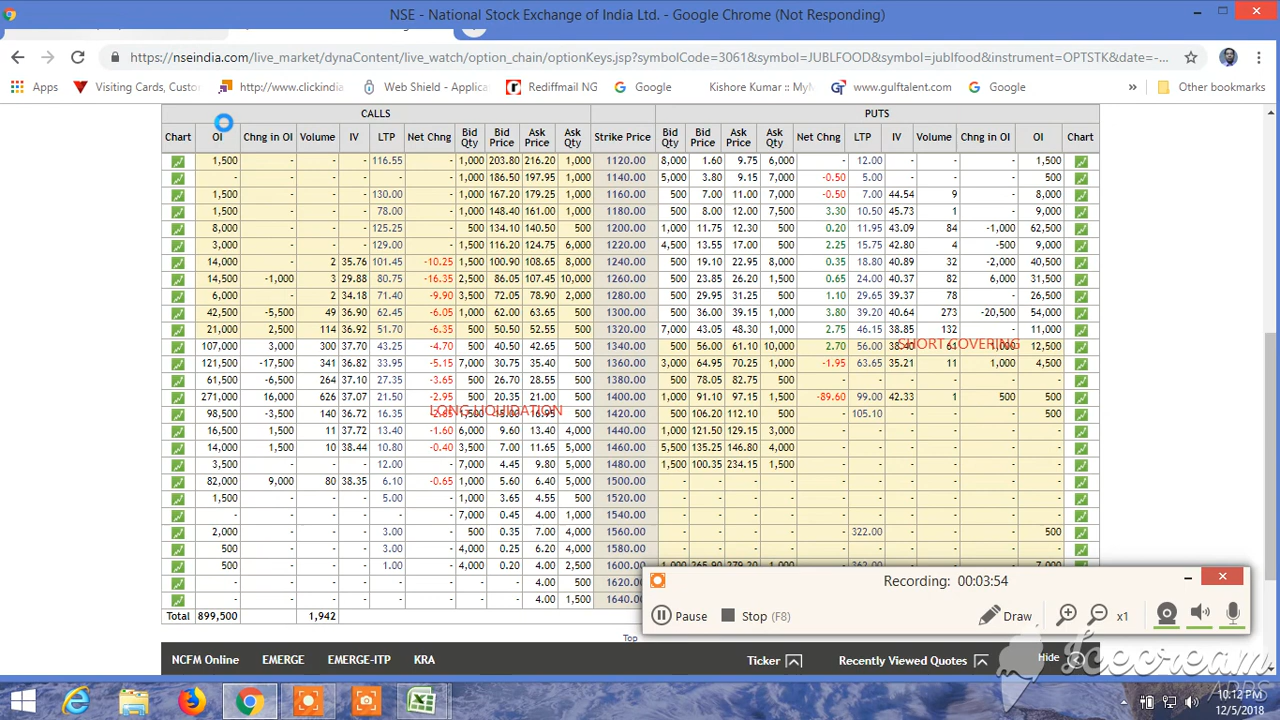 NSE - National Stock Exchange of India Ltd. - Google Chrome (Not Responding)
https://nseindia.com/live_market/dynaContent/live_watch/option_chain/optionKeys.jsp?symbolCode=3061&symbol=JUBLFOOD&symbol=jublfood&instrument=OPTSTK&date=-...
Apps Visiting Cards, Custo http://www.clickindia Web Shield - Applican Rediffmail NG Google Kishore Kumar :: MyN www.gulftalent.com Google » Other bookmarks
CALLS PUTS
Chart OI Chng in OI Volume IV LTP Net Chng Bid Qty Bid Price Ask Price Ask Qty Strike Price Bid Qty Bid Price Ask Price Ask Qty Net Chng LTP IV Volume Chng in OI OI Chart
1,500 - - - 116.55 - 1,000 203.80 216.20 1,000 1120.00 8,000 1.60 9.75 6,000 - 12.00 - - - 1,500
- - - - - - 1,000 186.50 197.95 1,000 1140.00 5,000 3.80 9.15 7,000 -0.50 5.00 - - - 500
1,500 - - - 130.00 - 1,000 167.20 179.25 1,000 1160.00 500 7.00 11.00 7,000 -0.50 7.00 44.54 9 - 8,000
1,500 - - - 78.00 - 1,000 148.40 161.00 1,000 1180.00 500 8.00 12.00 7,500 3.30 10.50 45.73 1 - 9,000
8,000 - - - 125.25 - 500 134.10 140.50 500 1200.00 1,000 11.75 12.30 500 0.20 11.95 43.09 84 -1,000 62,500
3,000 - - - 129.00 - 1,500 116.20 124.75 6,000 1220.00 4,500 13.55 17.00 500 2.25 15.75 42.80 4 -500 9,000
14,000 - 2 35.76 101.45 -10.25 1,500 100.90 108.65 8,000 1240.00 500 19.10 22.95 8,000 0.35 18.80 40.89 32 -2,000 40,500
14,500 -1,000 3 29.88 80.75 -16.35 2,500 86.05 107.45 10,000 1260.00 500 23.85 26.20 1,500 0.65 24.00 40.37 82 6,000 31,500
6,000 - 2 34.18 71.40 -9.90 3,500 72.05 78.90 2,000 1280.00 500 29.95 31.25 500 1.10 29.65 39.37 78 - 26,500
42,500 -5,500 49 36.90 62.45 -6.05 1,000 62.00 63.65 500 1300.00 500 36.00 39.15 1,000 3.80 39.20 40.64 273 -20,500 54,000
21,000 2,500 114 36.92 51.70 -6.35 500 50.50 52.55 500 1320.00 7,000 43.05 48.30 1,000 2.75 46.15 38.85 132 - 11,000
107,000 3,000 300 37.70 43.25 -4.70 500 40.50 42.65 500 1340.00 500 56.00 61.10 10,000 2.70 56.00 38.40 61 1,000 12,500
SHORT COVERING
121,500 -17,500 341 36.82 33.95 -5.15 7,000 30.75 35.40 500 1360.00 3,000 64.95 70.25 1,000 -1.95 63.65 35.21 11 1,000 4,500
61,500 -6,500 264 37.10 27.35 -3.65 500 26.70 28.55 500 1380.00 500 78.05 82.75 500 - - - - - -
271,000 16,000 626 37.07 21.50 -2.95 500 20.35 21.00 500 1400.00 1,000 91.10 97.15 1,500 -89.60 99.00 42.33 1 500 500
LONG LIQUIDATION
98,500 -3,500 140 36.72 16.35 500 1420.00 500 106.20 112.10 500 - 105.10 - - - 500
16,500 1,500 11 37.72 13.40 -1.60 6,000 9.60 13.40 4,000 1440.00 1,000 121.50 129.15 3,000 - - - - - -
14,000 1,500 10 38.44 10.80 -0.40 3,500 7.00 11.65 5,000 1460.00 5,500 135.25 146.80 4,000 - - - - - -
3,500 - - - 12.00 - 7,000 4.45 9.80 5,000 1480.00 1,500 100.35 234.15 1,500 - - - - - -
82,000 9,000 80 38.35 6.10 -0.65 1,000 5.60 6.40 5,000 1500.00 - - - - - - - - - -
1,500 - - - 5.00 - 1,000 3.65 4.55 500 1520.00 - - - - - - - - - -
- - - - - - 7,000 0.45 4.00 1,000 1540.00 - - - - - - - - - -
2,000 - - - 3.00 - 500 0.35 7.00 4,000 1560.00 - - - - - 322.00 - - - 500
500 - - - 3.00 - 4,000 0.25 6.20 4,000 1580.00 - - - - - - - - - -
500 - - - 1.00 - 4,000 0.20 4.00 2,500 1600.00 1,000 265.90 279.20 1,500 - 362.00 - - - 7,000
- - - - - - - - 4.00 500 1620.00
- - - - - - - - 4.00 1,500 1640.00
Total 899,500 1,942
Top
Recording: 00:03:54
Pause Stop (F8) Draw x1
NCFM Online EMERGE EMERGE-ITP KRA Ticker Recently Viewed Quotes Hide
Icecream
APPS
10:12 PM
12/5/2018